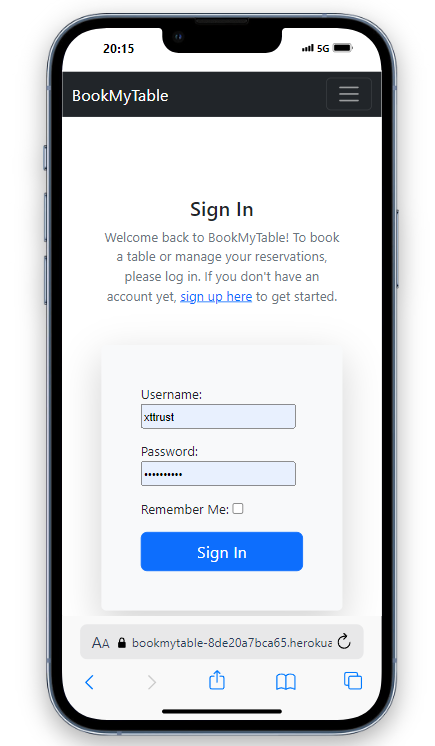 20:15
5G
BookMyTable
Sign In
Welcome back to BookMyTable! To book
a table or manage your reservations,
please log in. If you don't have an
account yet, sign up here to get started.
Username:
xttrust
Password:
••••••••••
Remember Me:
Sign In
AA bookmytable-8de20a7bca65.herokua